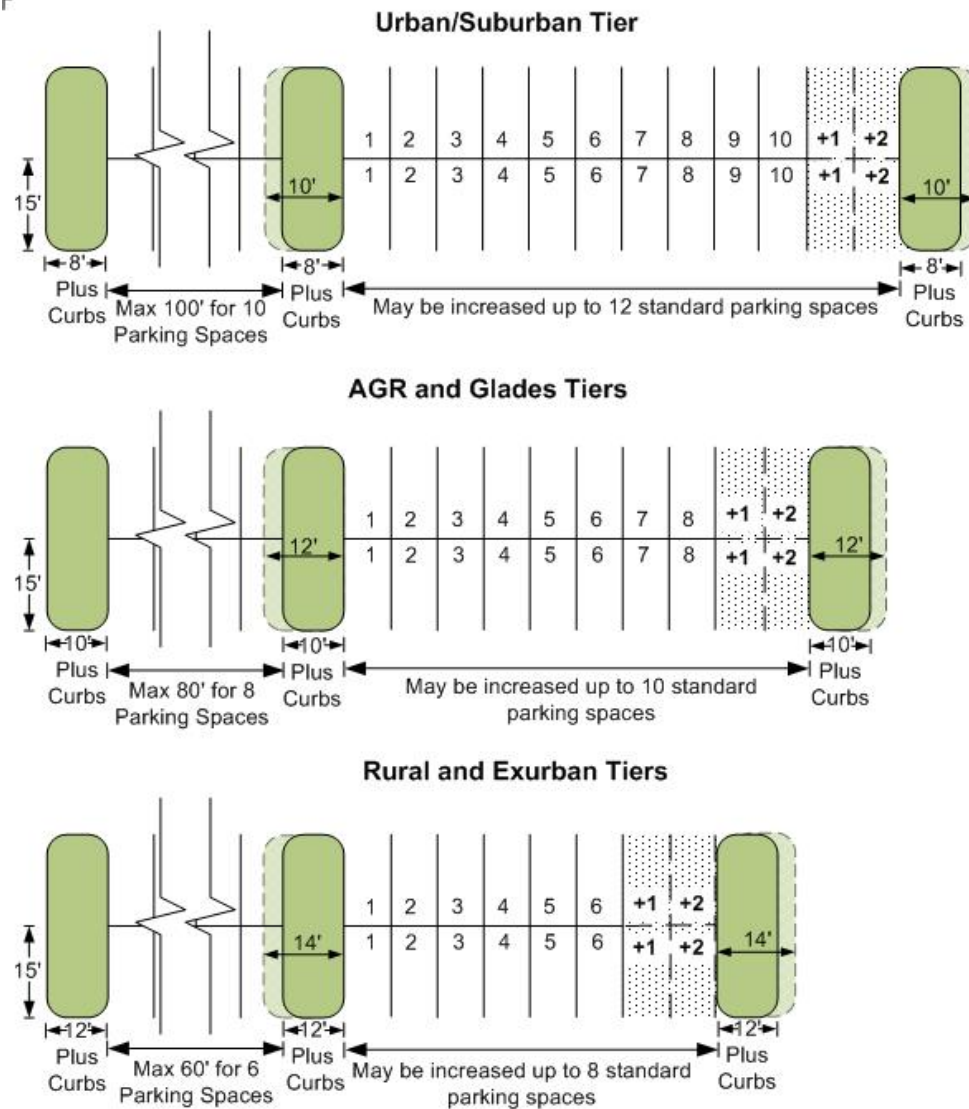 Urban/Suburban Tier
1 2 3 4 5 6 7 8 9 10 +1 +2
1 2 3 4 5 6 7 8 9 10 +1 +2
15'
10'
10'
8'
8'
8'
Plus
Curbs
Max 100' for 10
Parking Spaces
Plus
Curbs
May be increased up to 12 standard parking spaces
Plus
Curbs
AGR and Glades Tiers
1 2 3 4 5 6 7 8 +1 +2
1 2 3 4 5 6 7 8 +1 +2
15'
12'
12'
10'
10'
10'
Plus
Curbs
Max 80' for 8
Parking Spaces
Plus
Curbs
May be increased up to 10 standard
parking spaces
Plus
Curbs
Rural and Exurban Tiers
1 2 3 4 5 6 +1 +2
1 2 3 4 5 6 +1 +2
15'
14'
14'
12'
12'
12'
Plus
Curbs
Max 60' for 6
Parking Spaces
Plus
Curbs
May be increased up to 8 standard
parking spaces
Plus
Curbs